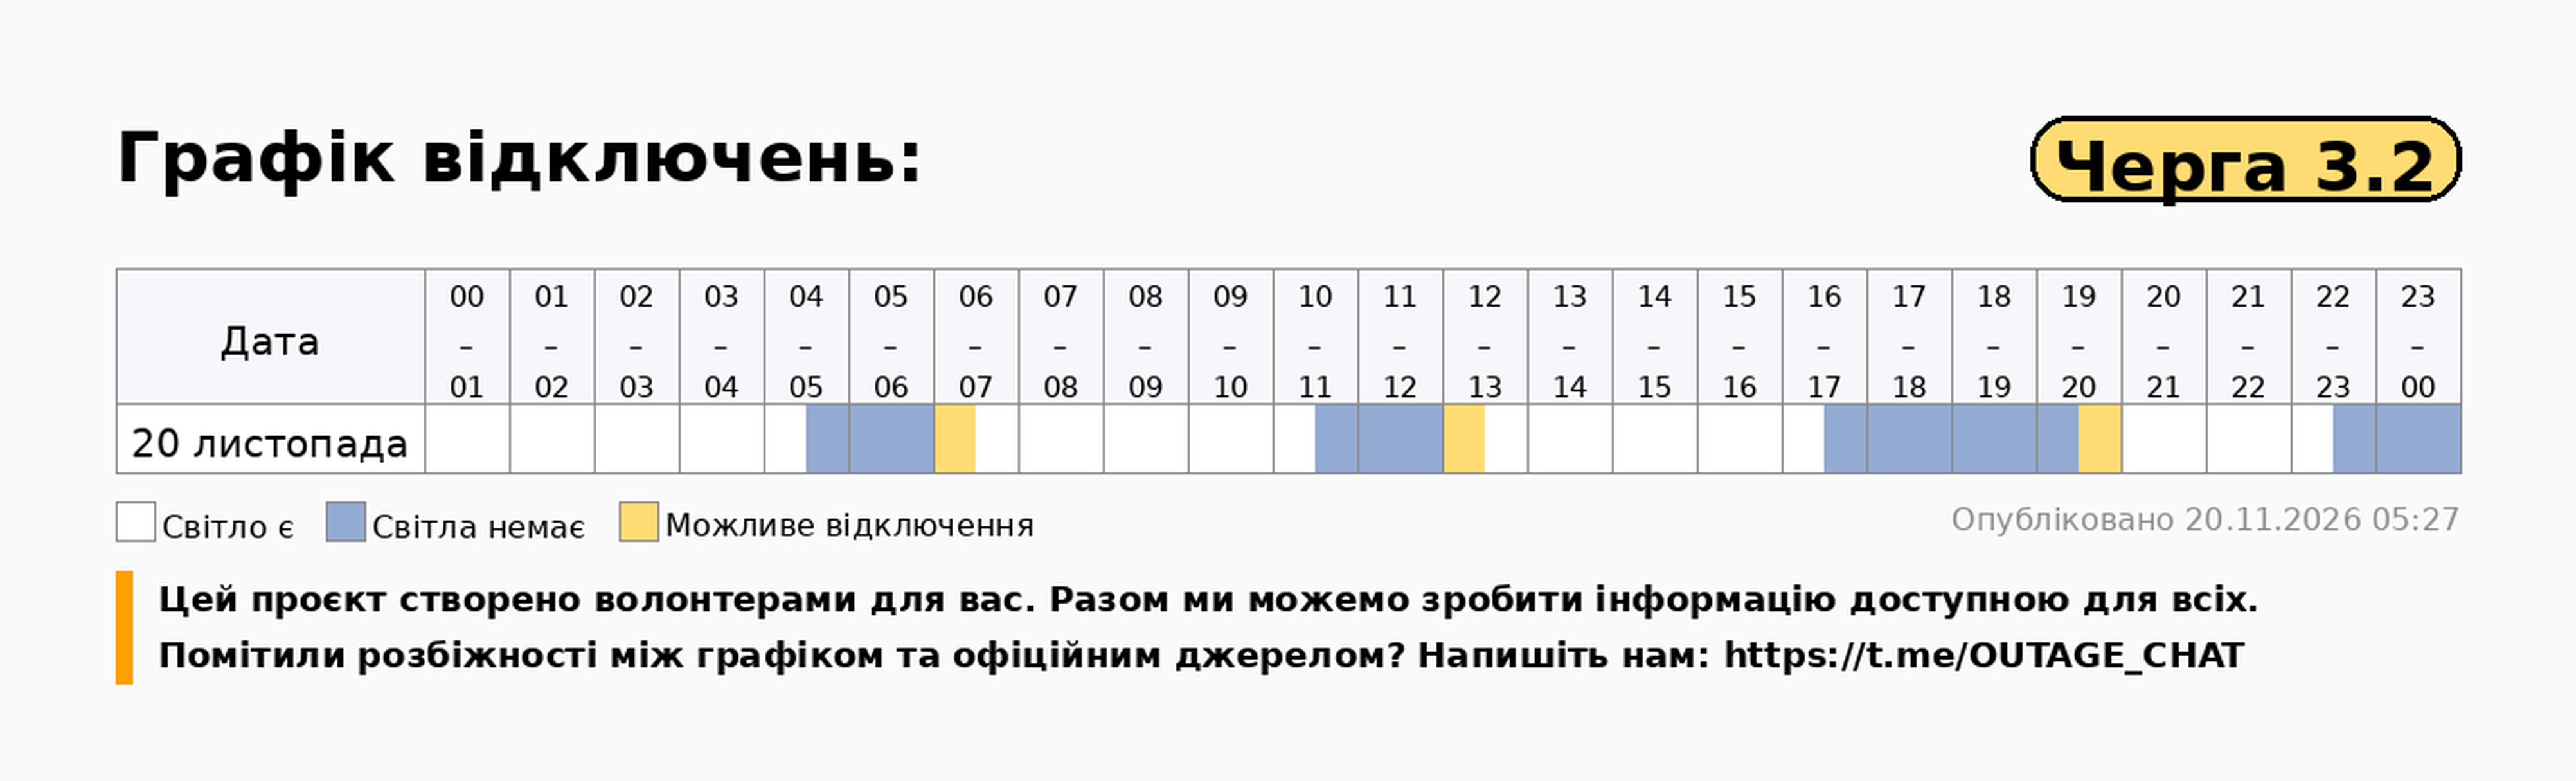 Графік відключень:
Черга 3.2
Дата
00 – 01
01 – 02
02 – 03
03 – 04
04 – 05
05 – 06
06 – 07
07 – 08
08 – 09
09 – 10
10 – 11
11 – 12
12 – 13
13 – 14
14 – 15
15 – 16
16 – 17
17 – 18
18 – 19
19 – 20
20 – 21
21 – 22
22 – 23
23 – 00
20 листопада
Світло є
Світла немає
Можливе відключення
Опубліковано 20.11.2026 05:27
Цей проєкт створено волонтерами для вас. Разом ми можемо зробити інформацію доступною для всіх.
Помітили розбіжності між графіком та офіційним джерелом? Напишіть нам: https://t.me/OUTAGE_CHAT